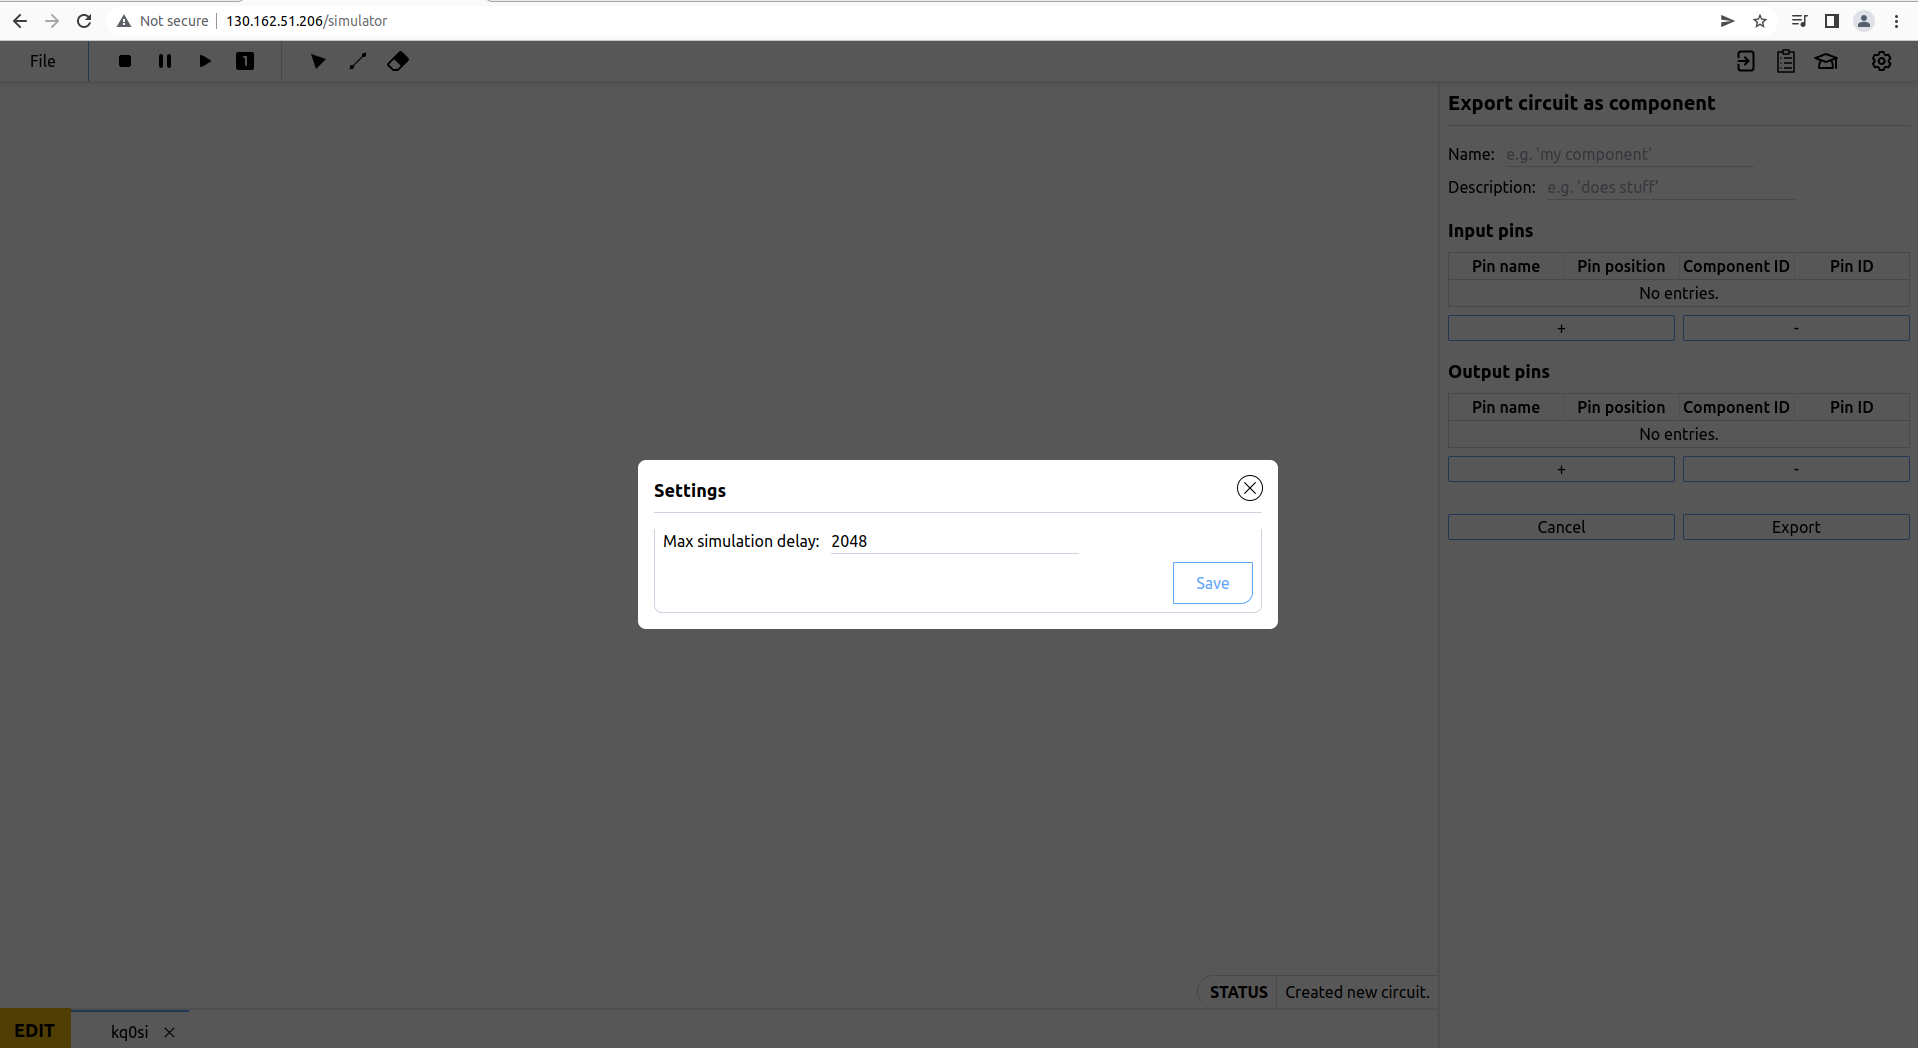 Not secure 130.162.51.206/simulator
File 1
Export circuit as component
Name: e.g. 'my component'
Description: e.g. 'does stuff'
Input pins
Pin name Pin position Component ID Pin ID
No entries.
+ -
Output pins
Pin name Pin position Component ID Pin ID
No entries.
+ -
Cancel Export
Settings
Max simulation delay: 2048
Save
STATUS Created new circuit.
EDIT kq0si